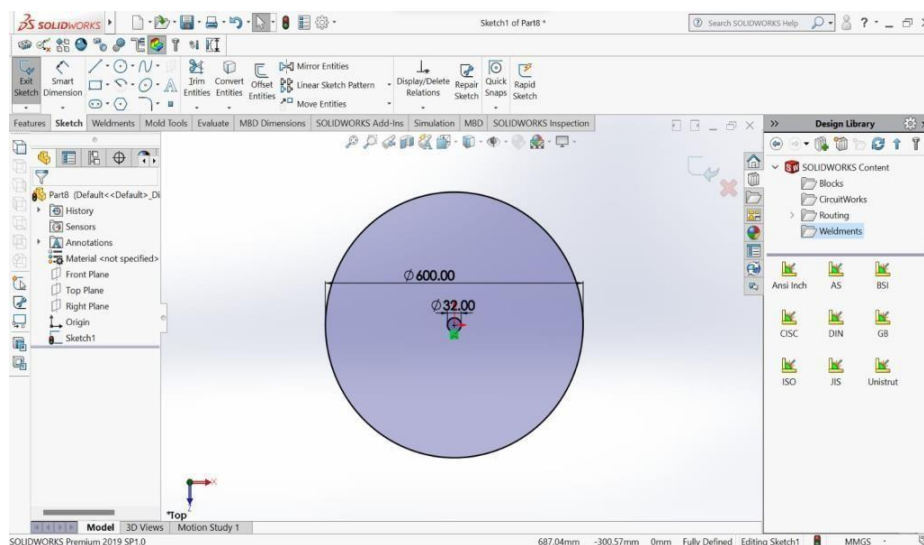 SOLIDWORKS
Sketch1 of Part8 *
Search SOLIDWORKS Help
Exit Sketch
Smart Dimension
Trim Entities
Convert Entities
Offset Entities
Mirror Entities
Linear Sketch Pattern
Move Entities
Display/Delete Relations
Repair Sketch
Quick Snaps
Rapid Sketch
Features Sketch Weldments Mold Tools Evaluate MBD Dimensions SOLIDWORKS Add-Ins Simulation MBD SOLIDWORKS Inspection
Design Library
Part8 (Default<<Default>_Di
History
Sensors
Annotations
Material <not specified>
Front Plane
Top Plane
Right Plane
Origin
Sketch1
∅600.00
∅32.00
SOLIDWORKS Content
Blocks
CircuitWorks
Routing
Weldments
Ansi Inch AS BSI
CISC DIN GB
ISO JIS Unistrut
*Top
Model 3D Views Motion Study 1
SOLIDWORKS Premium 2019 SP1.0
687.04mm -300.57mm 0mm Fully Defined Editing Sketch1 MMGS